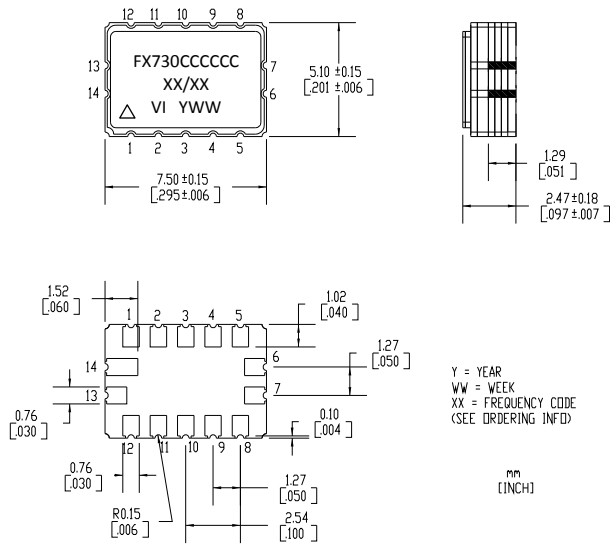 12 11 10 9 8
13
14
FX730CCCCCC
XX/XX
VI YWW
7
6
1 2 3 4 5
5.10 ±0.15
[.201 ±.006]
7.50 ±0.15
[.295±.006]
1.29
[.051]
2.47±0.18
[.097 ±.007]
1.52
[.060]
1 2 3 4 5
1.02
[.040]
14
13
6
7
1.27
[.050]
0.76
[.030]
0.10
[.004]
12 11 10 9 8
0.76
[.030]
R0.15
[.006]
1.27
[.050]
2.54
[.100]
Y = YEAR
WW = WEEK
XX = FREQUENCY CODE
(SEE ORDERING INFO)
mm
[INCH]